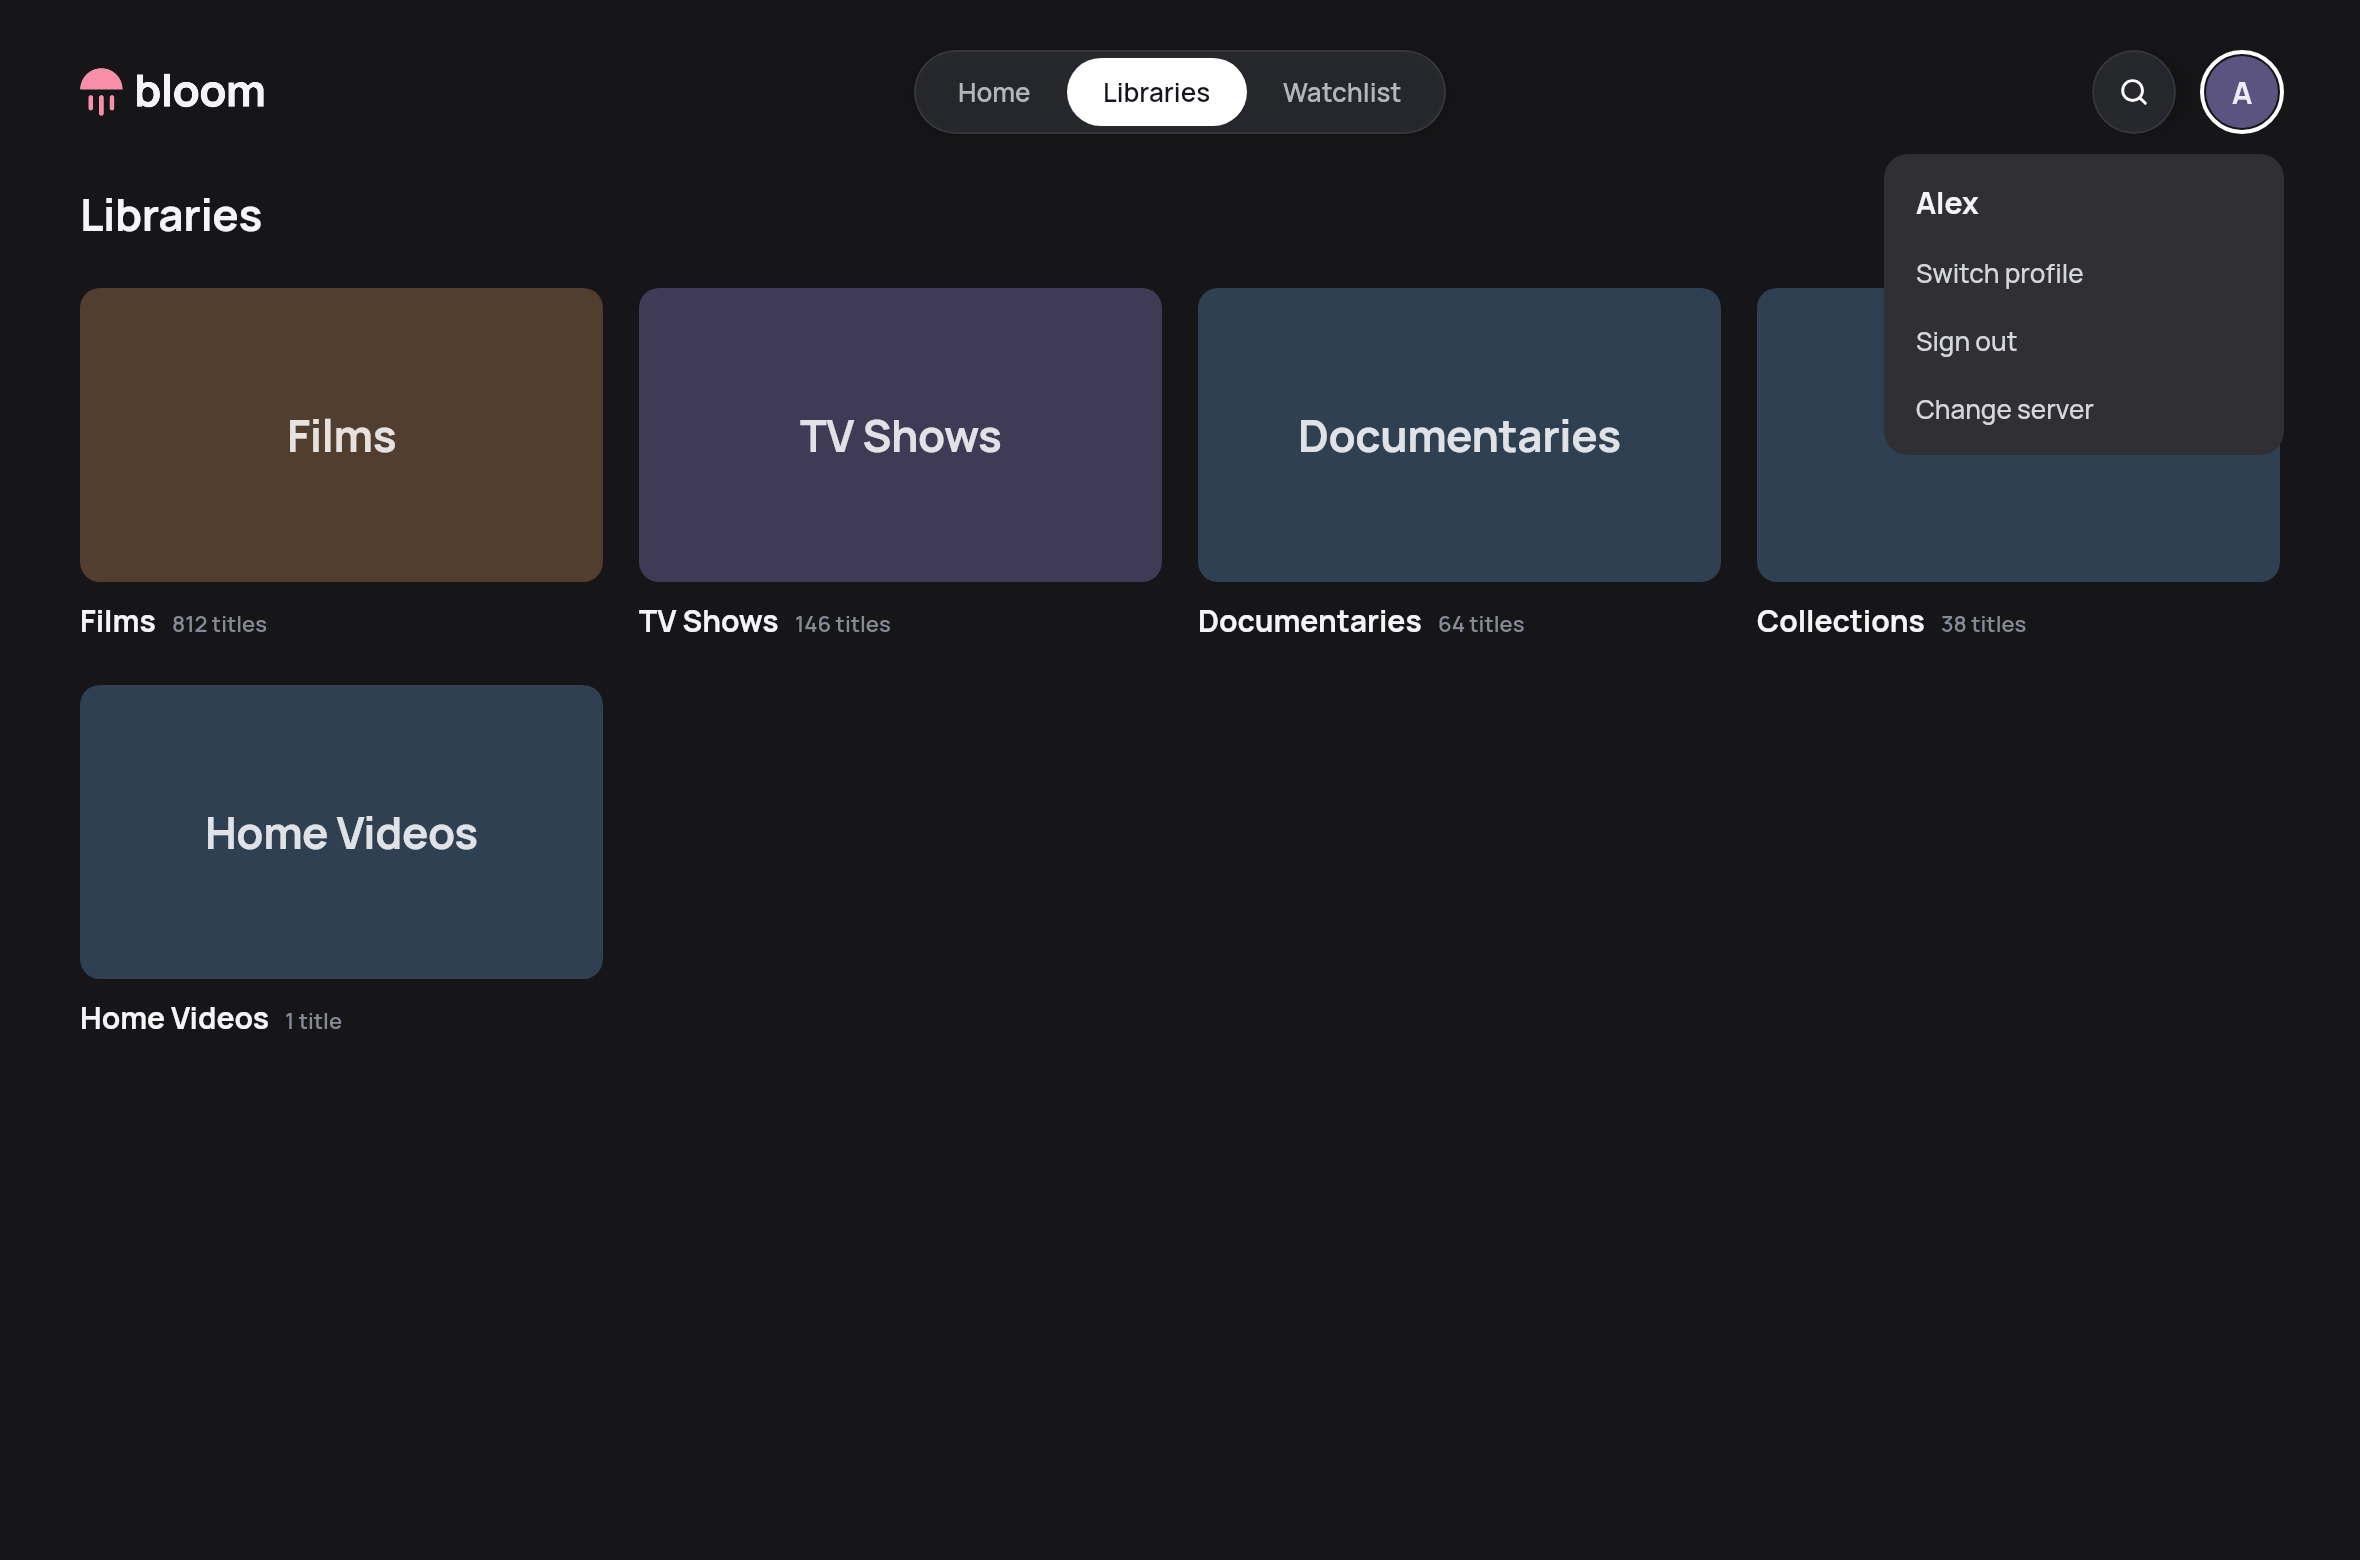 bloom
Home
Libraries
Watchlist
A
Libraries
Alex
Switch profile
Sign out
Change server
Films
TV Shows
Documentaries
Films 812 titles
TV Shows 146 titles
Documentaries 64 titles
Collections 38 titles
Home Videos
Home Videos 1 title